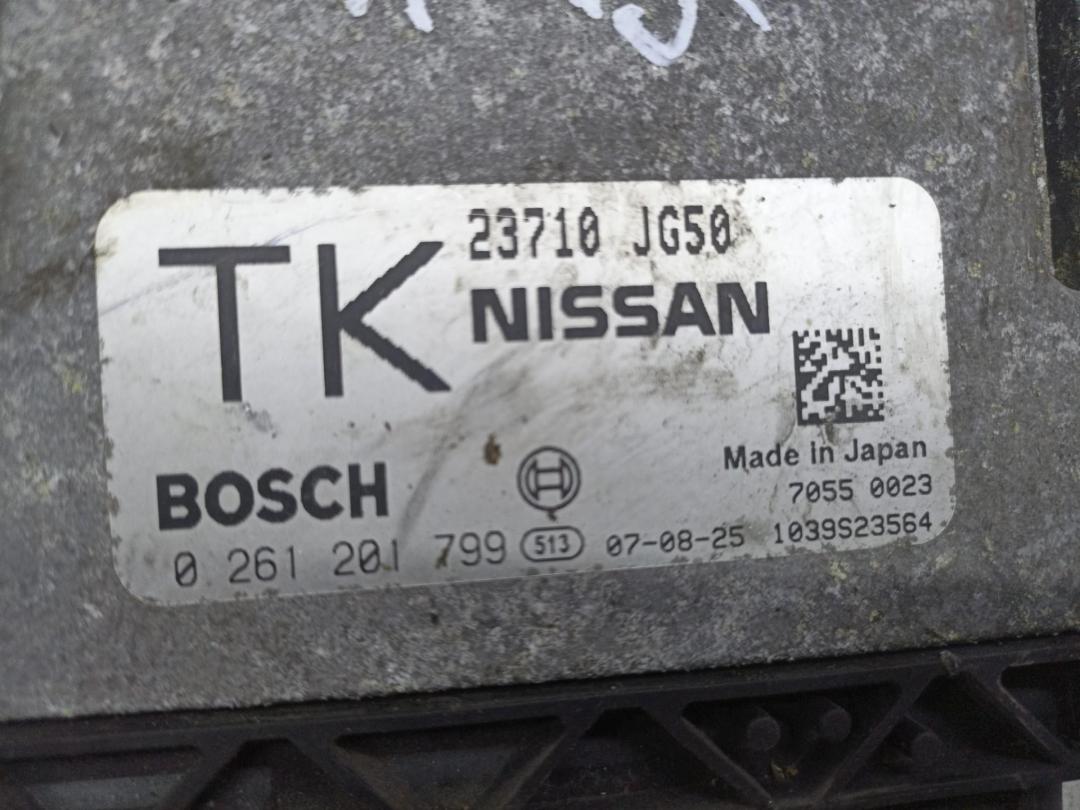 TK
23710 JG50
NISSAN
Made in Japan
BOSCH
7055 0023
0 261 201 799 513 07-08-25 1039S23564